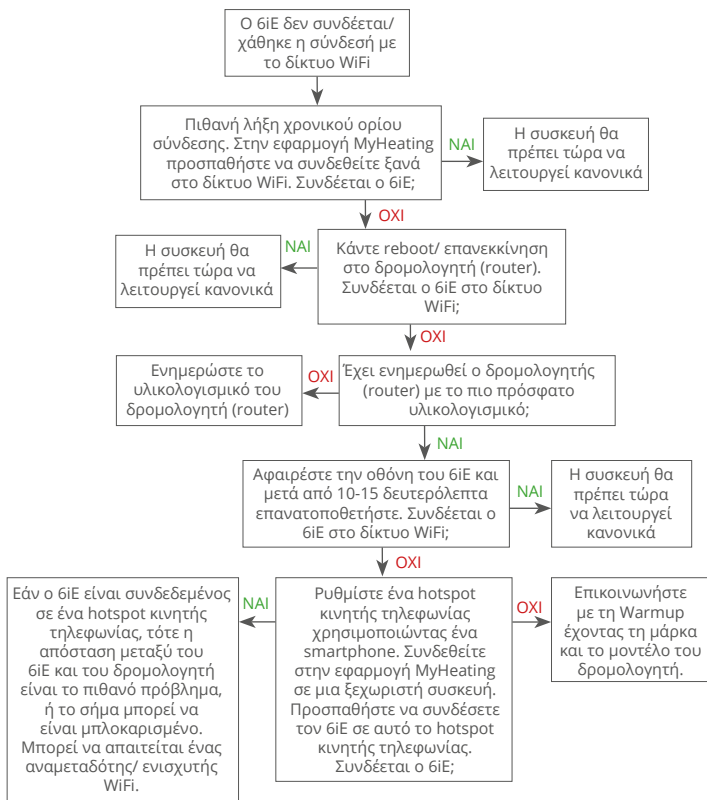 Ο 6iE δεν συνδέεται/
χάθηκε η σύνδεσή με
το δίκτυο WiFi
Πιθανή λήξη χρονικού ορίου
σύνδεσης. Στην εφαρμογή MyHeating
προσπαθήστε να συνδεθείτε ξανά
στο δίκτυο WiFi. Συνδέεται ο 6iE;
ΝΑΙ
Η συσκευή θα
πρέπει τώρα να
λειτουργεί κανονικά
ΟΧΙ
Κάντε reboot/ επανεκκίνηση
στο δρομολογητή (router).
Συνδέεται ο 6iE στο δίκτυο
WiFi;
ΝΑΙ
Η συσκευή θα
πρέπει τώρα να
λειτουργεί κανονικά
ΟΧΙ
Έχει ενημερωθεί ο δρομολογητής
(router) με το πιο πρόσφατο
υλικολογισμικό;
ΟΧΙ
Ενημερώστε το
υλικολογισμικό του
δρομολογητή (router)
ΝΑΙ
Αφαιρέστε την οθόνη του 6iE και
μετά από 10-15 δευτερόλεπτα
επανατοποθετήστε. Συνδέεται ο
6iE στο δίκτυο WiFi;
ΝΑΙ
Η συσκευή θα
πρέπει τώρα
να λειτουργεί
κανονικά
ΟΧΙ
Ρυθμίστε ένα hotspot
κινητής τηλεφωνίας
χρησιμοποιώντας ένα
smartphone. Συνδεθείτε
στην εφαρμογή MyHeating
σε μια ξεχωριστή συσκευή.
Προσπαθήστε να συνδέσετε
τον 6iE σε αυτό το hotspot
κινητής τηλεφωνίας.
Συνδέεται ο 6iE;
ΝΑΙ
Εάν ο 6iE είναι συνδεδεμένος
σε ένα hotspot κινητής
τηλεφωνίας, τότε η
απόσταση μεταξύ του
6iE και του δρομολογητή
είναι το πιθανό πρόβλημα,
ή το σήμα μπορεί να
είναι μπλοκαρισμένο.
Μπορεί να απαιτείται ένας
αναμεταδότης/ ενισχυτής
WiFi.
ΟΧΙ
Επικοινωνήστε
με τη Warmup
έχοντας τη μάρκα
και το μοντέλο του
δρομολογητή.